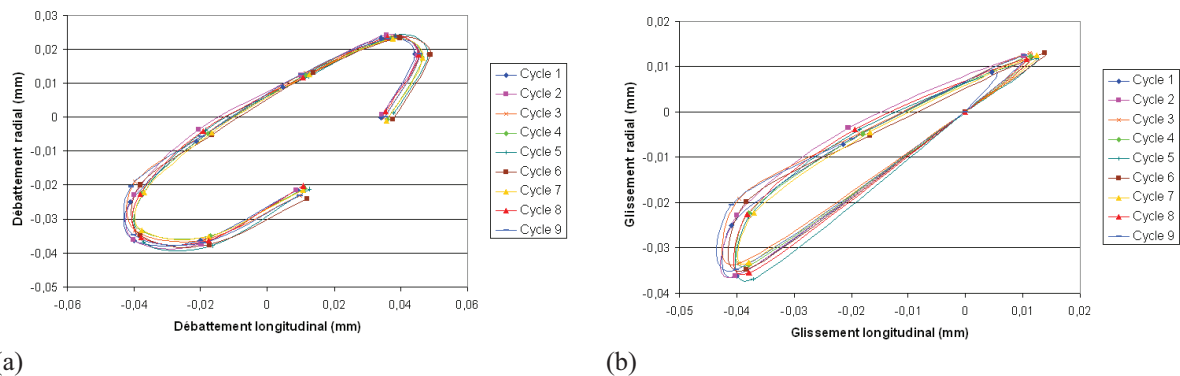 (a)
0,03
0,02
0,01
0
-0,01
-0,02
-0,03
-0,04
-0,05
-0,06
-0,04
-0,02
0
0,02
0,04
0,06
Débattement radial (mm)
Débattement longitudinal (mm)
Cycle 1
Cycle 2
Cycle 3
Cycle 4
Cycle 5
Cycle 6
Cycle 7
Cycle 8
Cycle 9
(b)
0,02
0,01
0
-0,01
-0,02
-0,03
-0,04
-0,05
-0,04
-0,03
-0,02
-0,01
0
0,01
0,02
Glissement radial (mm)
Glissement longitudinal (mm)
Cycle 1
Cycle 2
Cycle 3
Cycle 4
Cycle 5
Cycle 6
Cycle 7
Cycle 8
Cycle 9